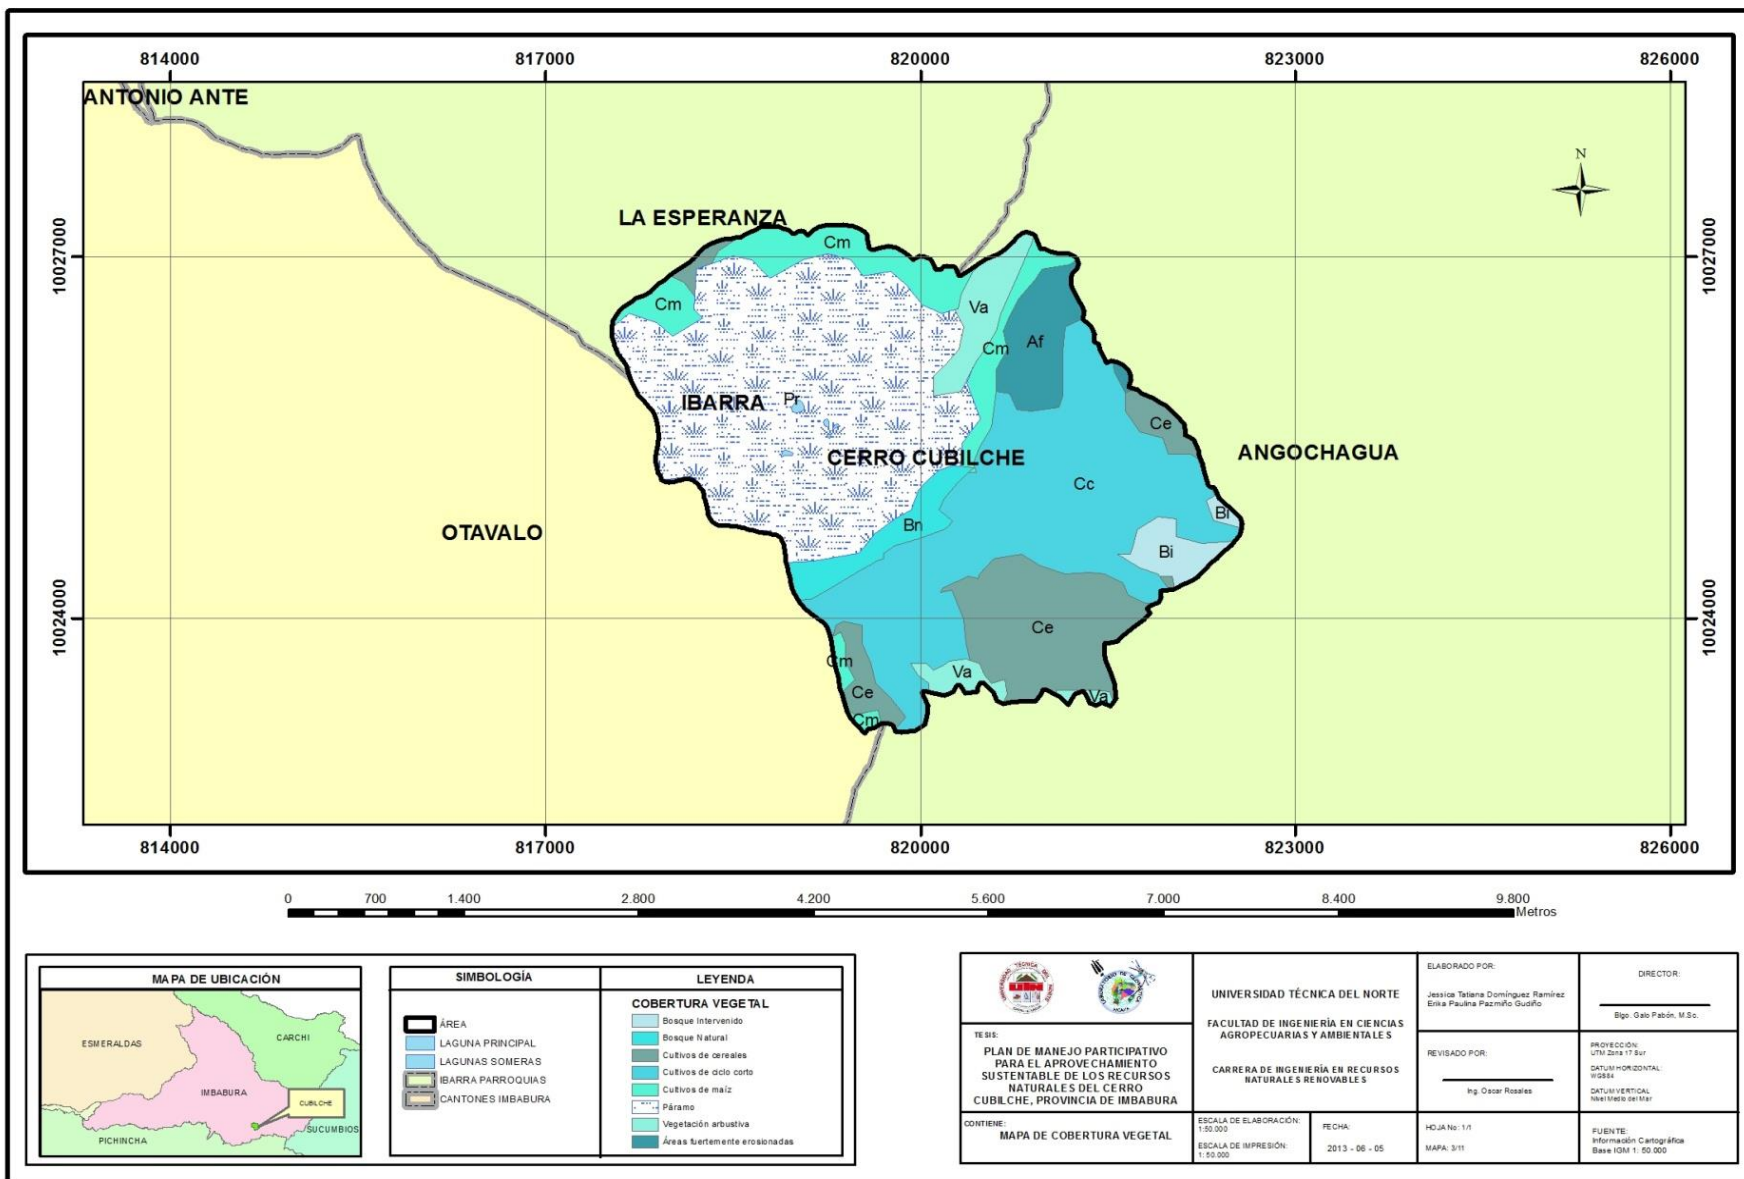 814000
817000
820000
823000
826000
ANTONIO ANTE
N
10027000
10027000
LA ESPERANZA
Cm
Cm
Va
Cm
Af
IBARRA
Pr
Ce
CERRO CUBILCHE
ANGOCHAGUA
Cc
OTAVALO
Bn
Bi
Bi
10024000
10024000
Ce
Cm
Va
Ce
Va
Cm
814000
817000
820000
823000
826000
0
700
1.400
2.800
4.200
5.600
7.000
8.400
9.800
Metros
MAPA DE UBICACIÓN
ESMERALDAS
CARCHI
IMBABURA
CUBILCHE
SUCUMBIOS
PICHINCHA
SIMBOLOGÍA
ÁREA
LAGUNA PRINCIPAL
LAGUNAS SOMERAS
IBARRA PARROQUIAS
CANTONES IMBABURA
LEYENDA
COBERTURA VEGETAL
Bosque Intervenido
Bosque Natural
Cultivos de cereales
Cultivos de ciclo corto
Cultivos de maíz
Páramo
Vegetación arbustiva
Áreas fuertemente erosionadas
TESIS:
PLAN DE MANEJO PARTICIPATIVO
PARA EL APROVECHAMIENTO
SUSTENTABLE DE LOS RECURSOS
NATURALES DEL CERRO
CUBILCHE, PROVINCIA DE IMBABURA
CONTIENE:
MAPA DE COBERTURA VEGETAL
UNIVERSIDAD TÉCNICA DEL NORTE
FACULTAD DE INGENIERÍA EN CIENCIAS
AGROPECUARIAS Y AMBIENTALES
CARRERA DE INGENIERÍA EN RECURSOS
NATURALES RENOVABLES
ESCALA DE ELABORACIÓN:
1:50.000
ESCALA DE IMPRESIÓN:
1: 50.000
FECHA:
2013 - 06 - 05
ELABORADO POR:
Jessica Tatiana Domínguez Ramírez
Erika Paulina Pazmiño Gudiño
REVISADO POR:
Ing. Oscar Rosales
HOJA No: 1/1
MAPA: 3/11
DIRECTOR:
Blgo. Galo Pabón, M.Sc.
PROYECCIÓN:
UTM Zona 17 Sur
DATUM HORIZONTAL:
WGS84
DATUM VERTICAL:
Nivel Medio del Mar
FUENTE:
Información Cartográfica
Base IGM 1: 50.000